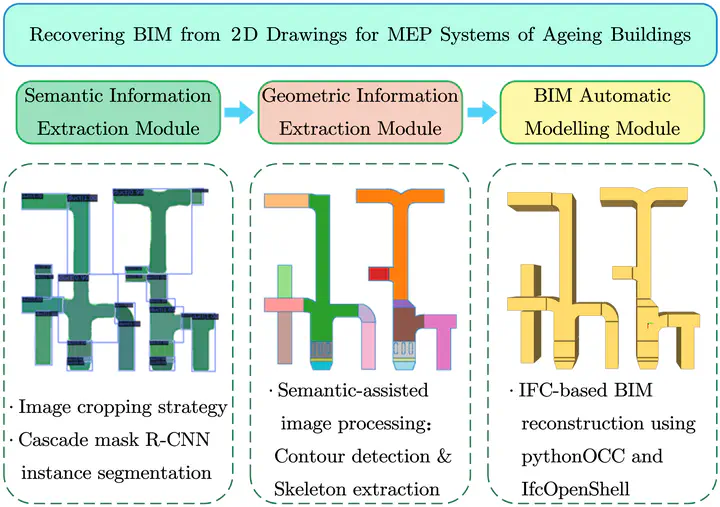 Recovering BIM from 2D Drawings for MEP Systems of Ageing Buildings
Semantic Information
Extraction Module
Geometric Information
Extraction Module
BIM Automatic
Modelling Module
· Image cropping strategy
· Cascade mask R-CNN
instance segmentation
· Semantic-assisted
image processing:
Contour detection &
Skeleton extraction
· IFC-based BIM
reconstruction using
pythonOCC and
IfcOpenShell